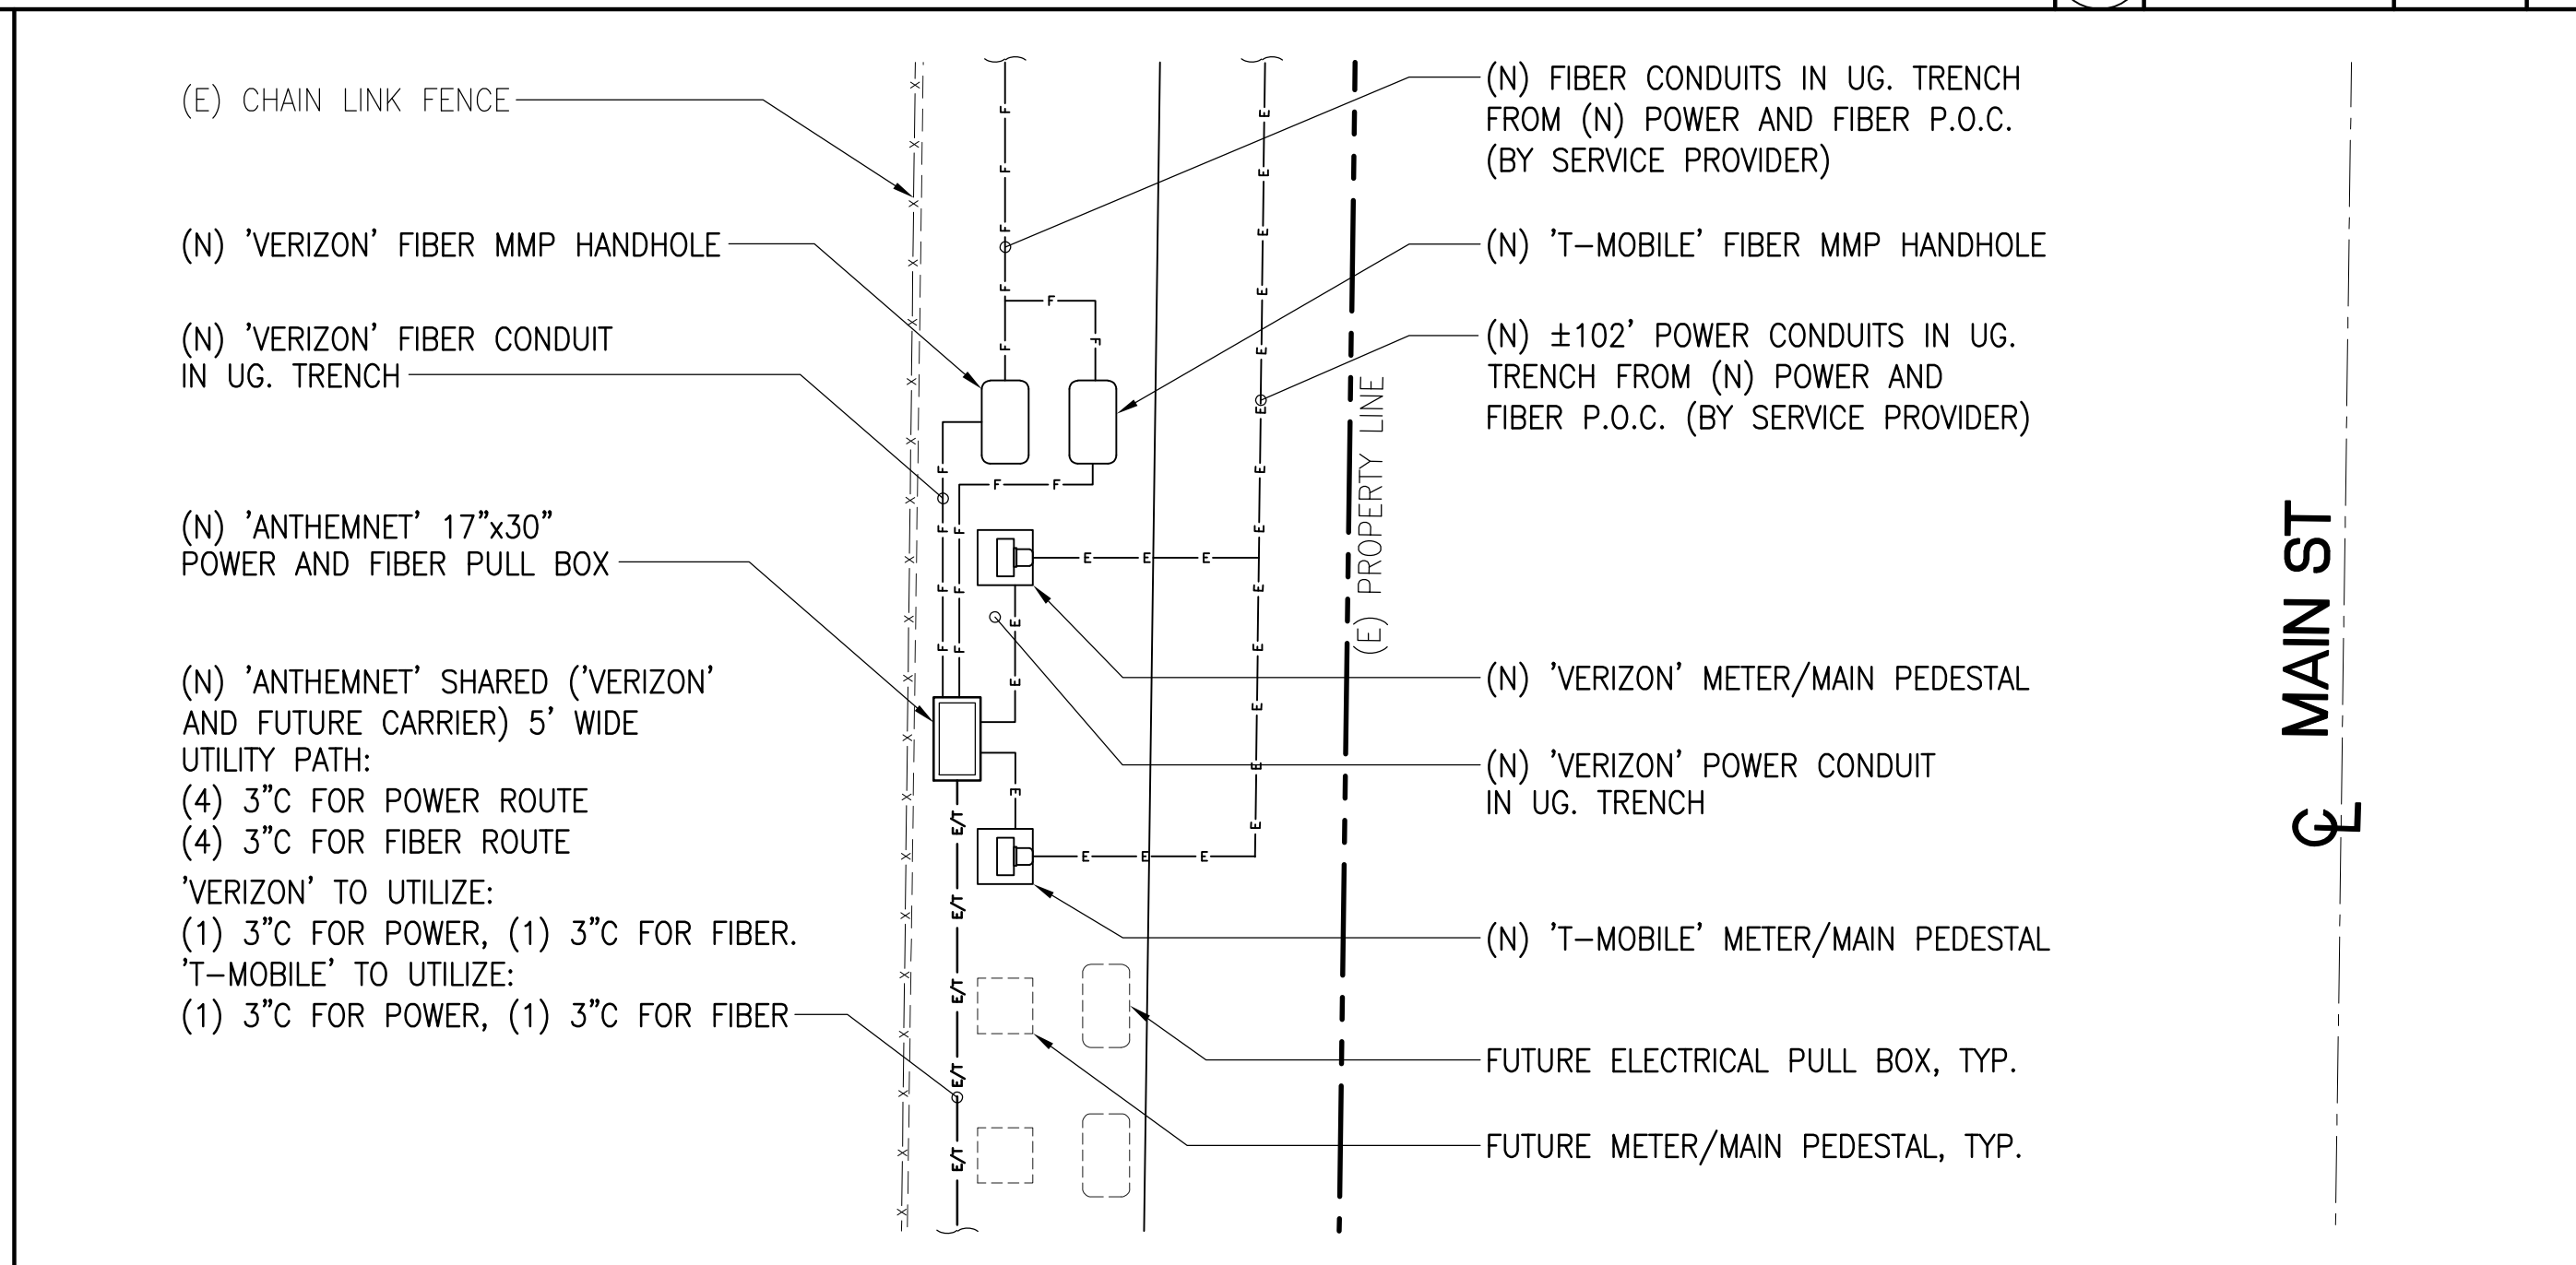 (E) CHAIN LINK FENCE
(N) 'VERIZON' FIBER MMP HANDHOLE
(N) 'VERIZON' FIBER CONDUIT
IN UG. TRENCH
(N) 'ANTHEMNET' 17"x30"
POWER AND FIBER PULL BOX
(N) 'ANTHEMNET' SHARED ('VERIZON'
AND FUTURE CARRIER) 5' WIDE
UTILITY PATH:
(4) 3"C FOR POWER ROUTE
(4) 3"C FOR FIBER ROUTE
'VERIZON' TO UTILIZE:
(1) 3"C FOR POWER, (1) 3"C FOR FIBER.
'T-MOBILE' TO UTILIZE:
(1) 3"C FOR POWER, (1) 3"C FOR FIBER
(N) FIBER CONDUITS IN UG. TRENCH
FROM (N) POWER AND FIBER P.O.C.
(BY SERVICE PROVIDER)
(N) 'T-MOBILE' FIBER MMP HANDHOLE
(N) ±102' POWER CONDUITS IN UG.
TRENCH FROM (N) POWER AND
FIBER P.O.C. (BY SERVICE PROVIDER)
(E) PROPERTY LINE
(N) 'VERIZON' METER/MAIN PEDESTAL
(N) 'VERIZON' POWER CONDUIT
IN UG. TRENCH
(N) 'T-MOBILE' METER/MAIN PEDESTAL
FUTURE ELECTRICAL PULL BOX, TYP.
FUTURE METER/MAIN PEDESTAL, TYP.
CL MAIN ST